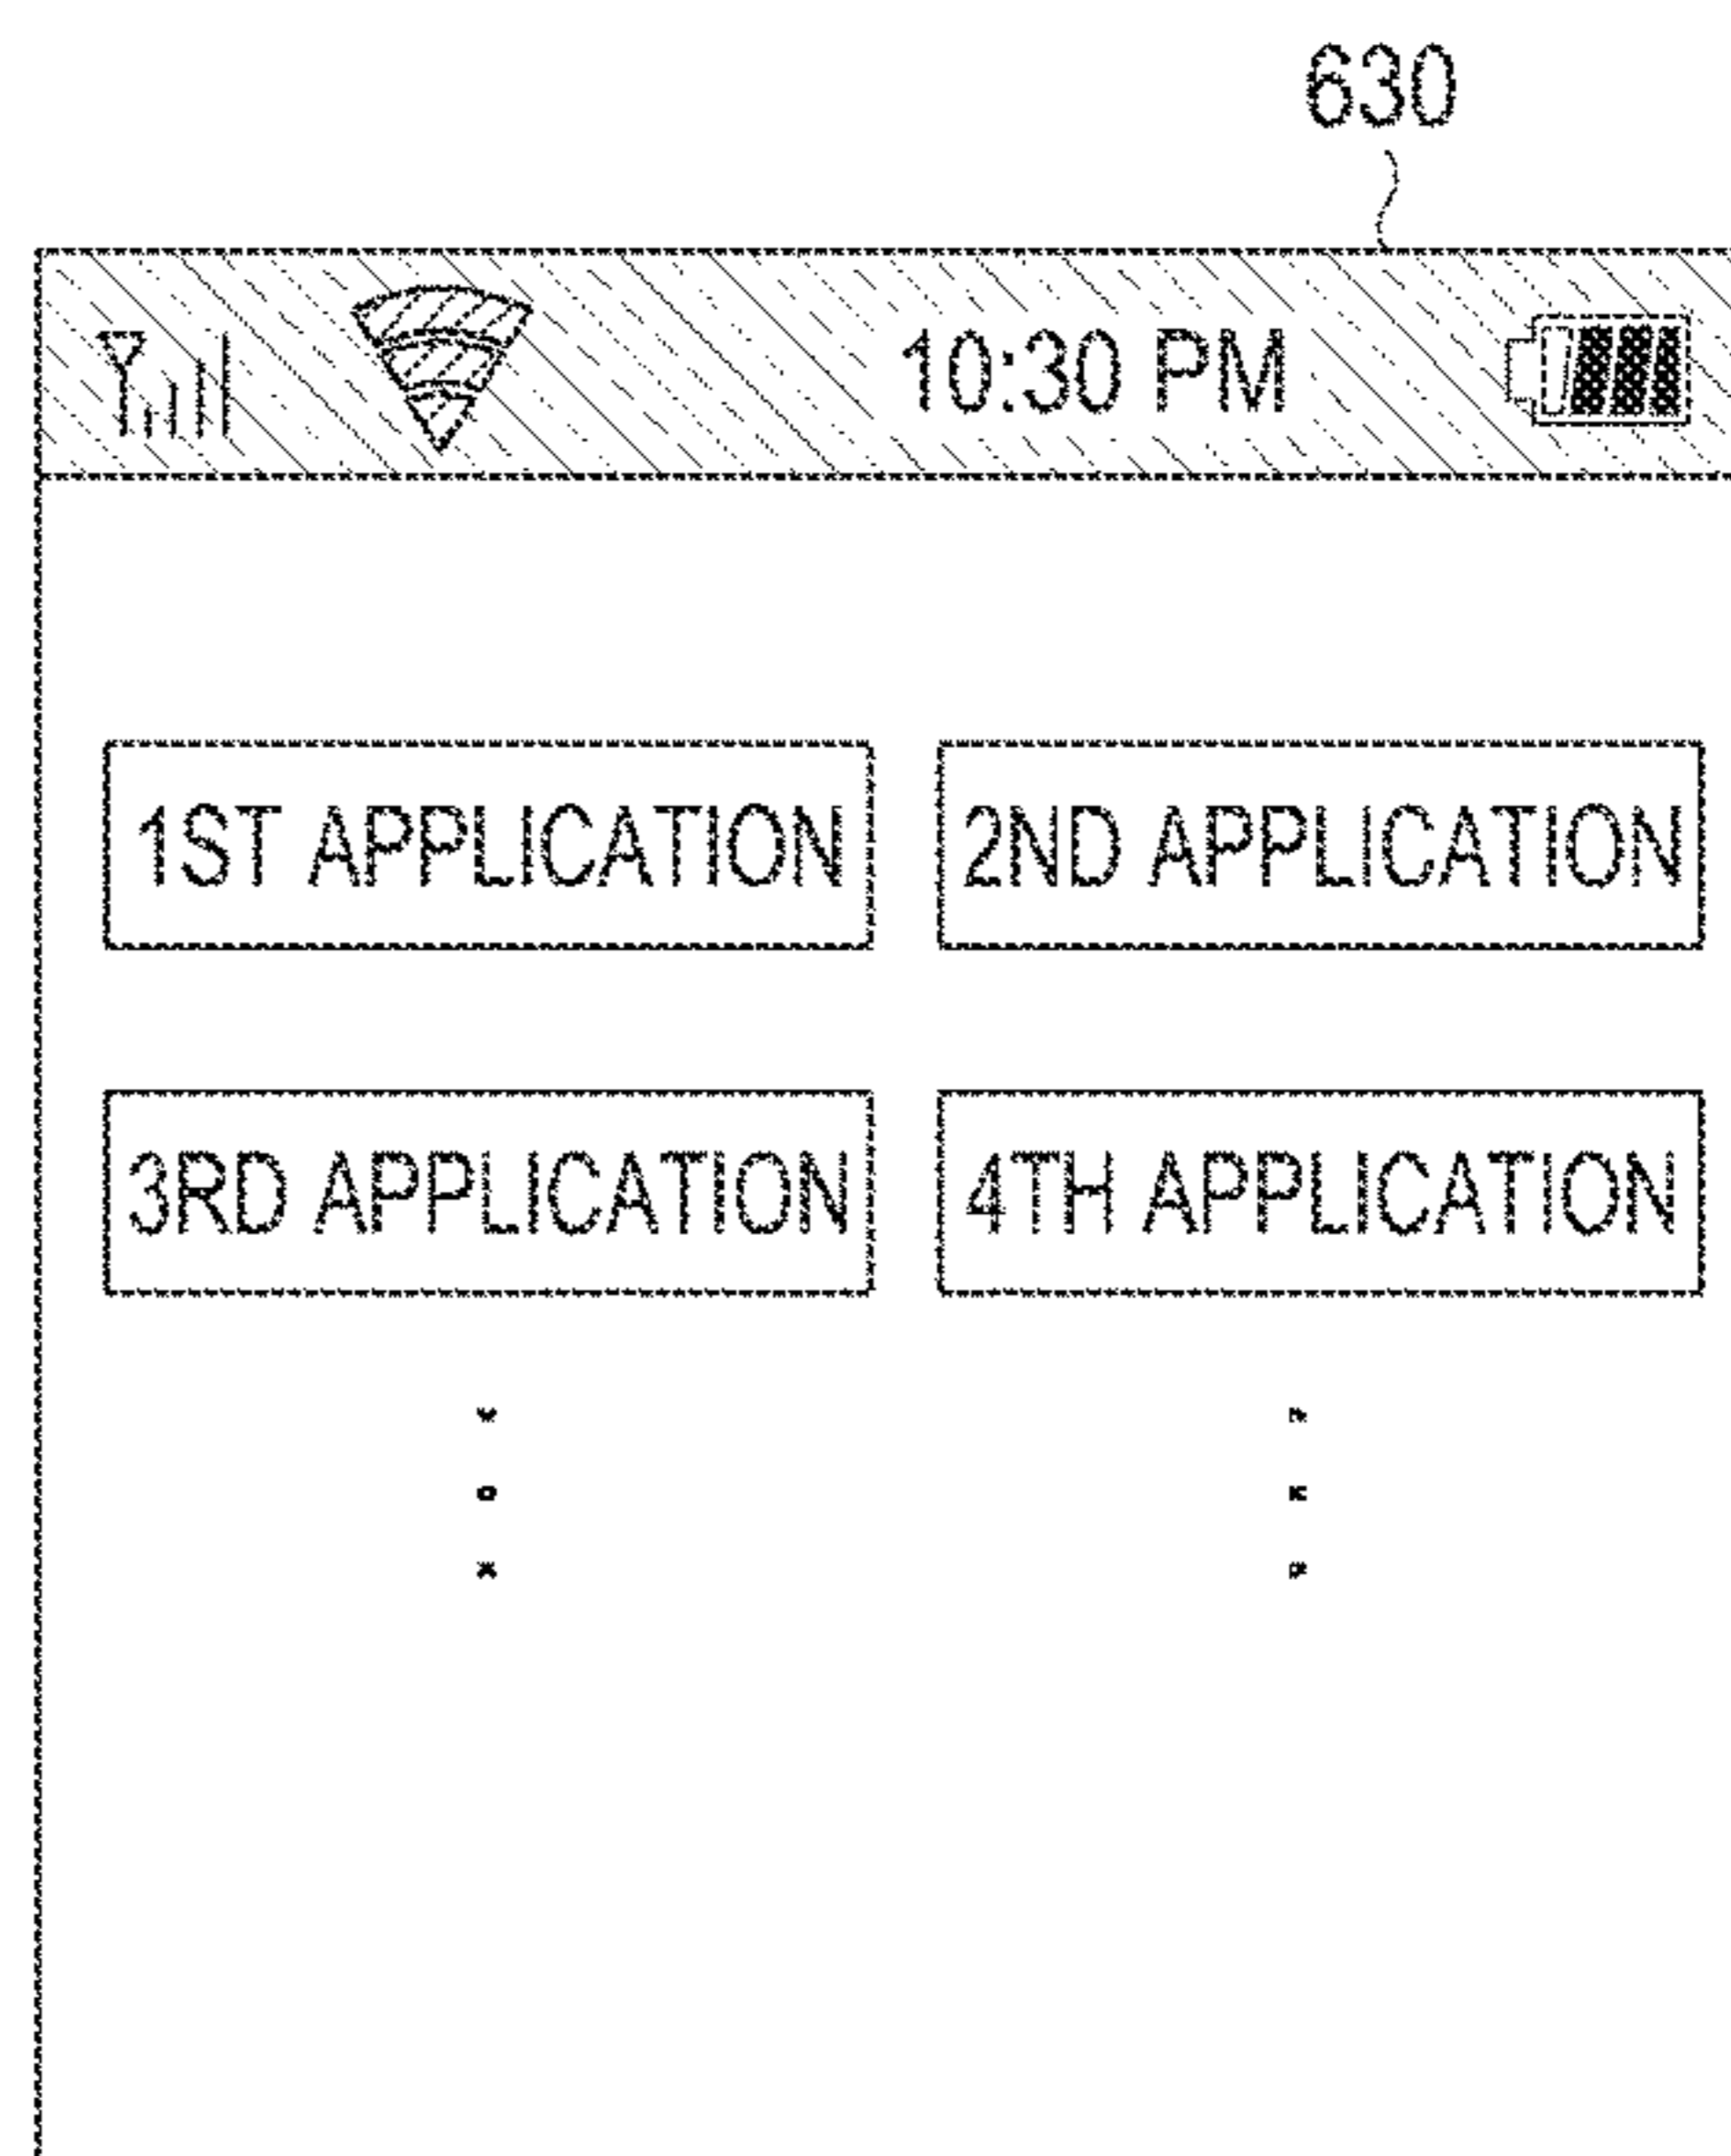 630
10:30 PM
1ST APPLICATION 2ND APPLICATION
3RD APPLICATION 4TH APPLICATION